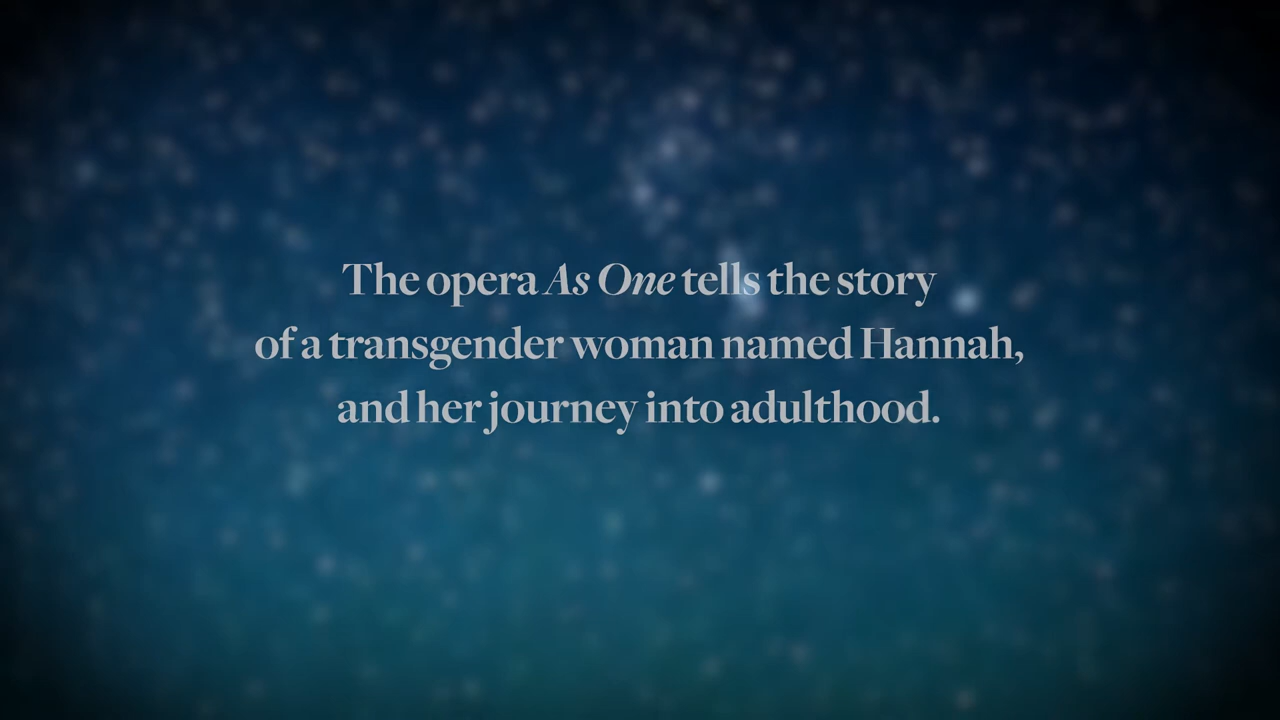 The opera As One tells the story
of a transgender woman named Hannah,
and her journey into adulthood.